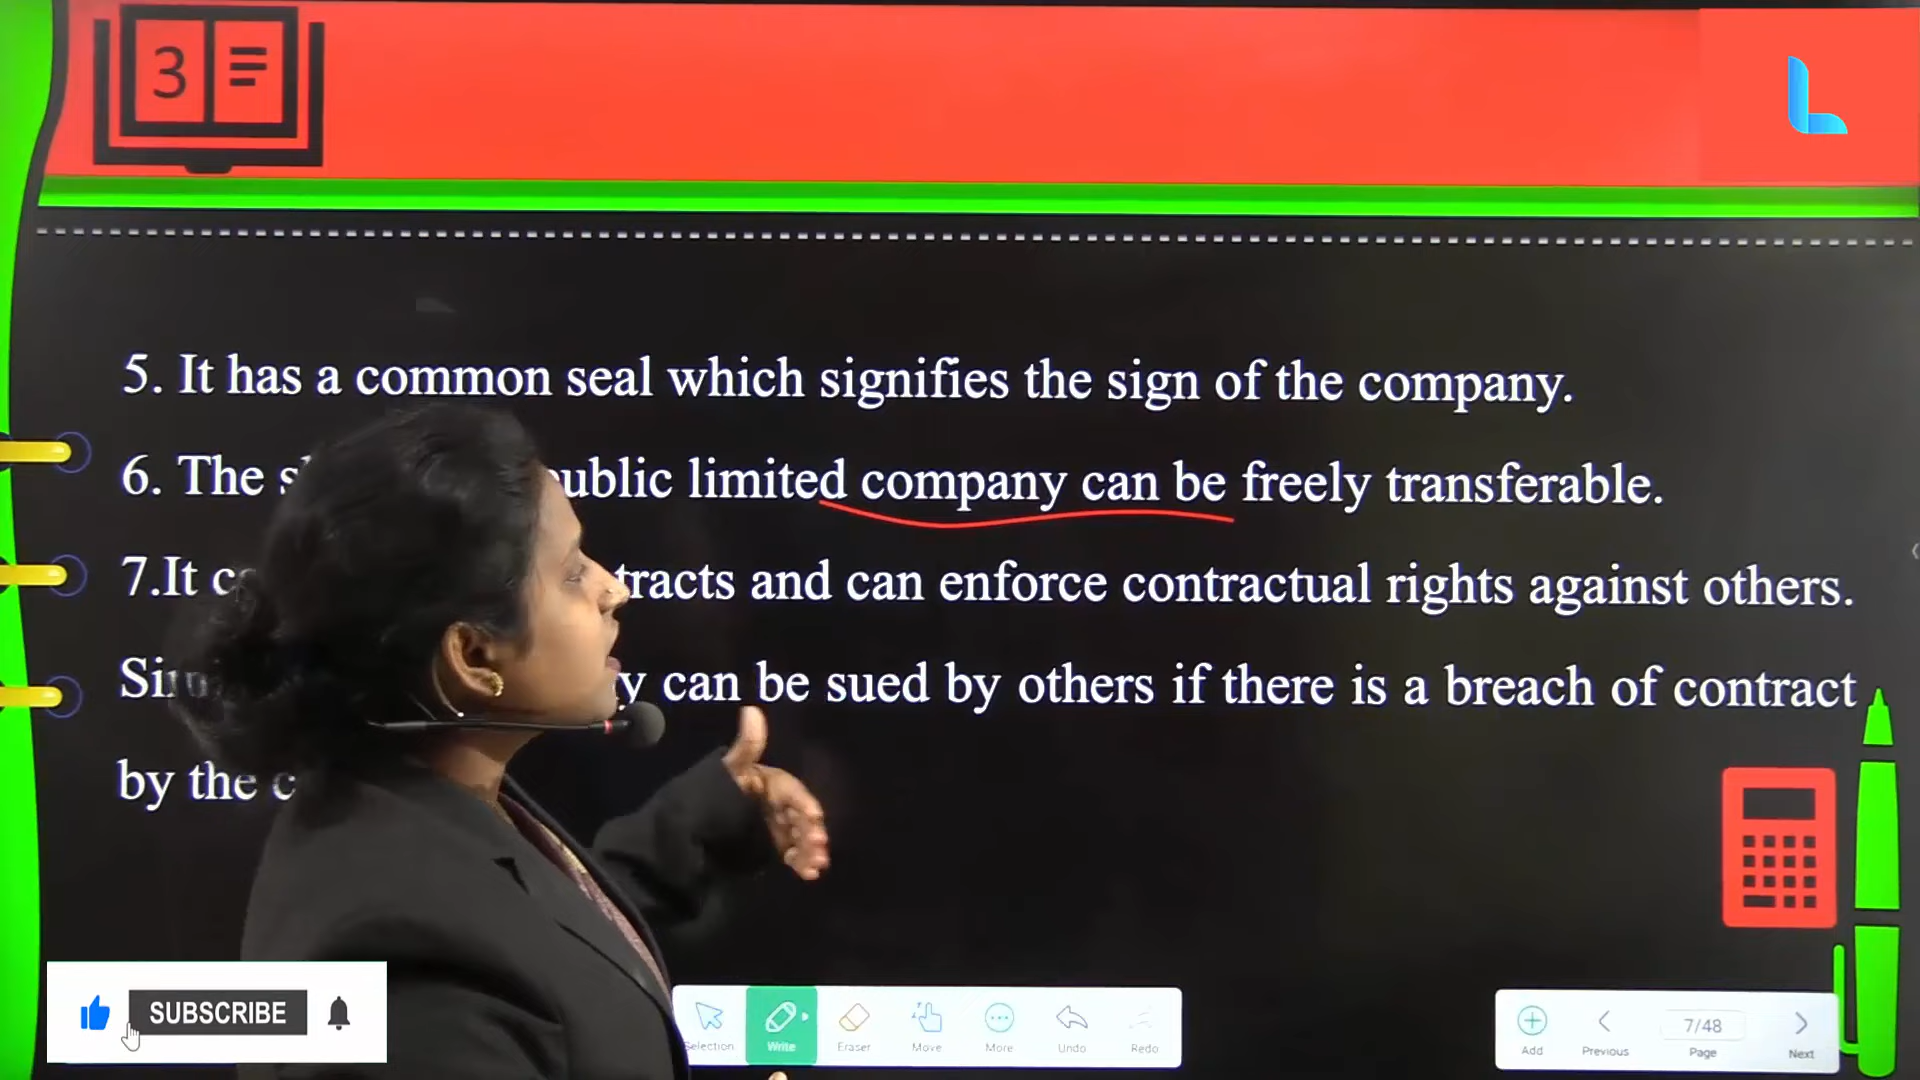 3
5. It has a common seal which signifies the sign of the company.
6. The public limited company can be freely transferable.
7.It and can enforce contractual rights against others.
can be sued by others if there is a breach of contract
by the
SUBSCRIBE
Selection Write Eraser Move More Undo Redo
Add Previous 7/48 Page Next